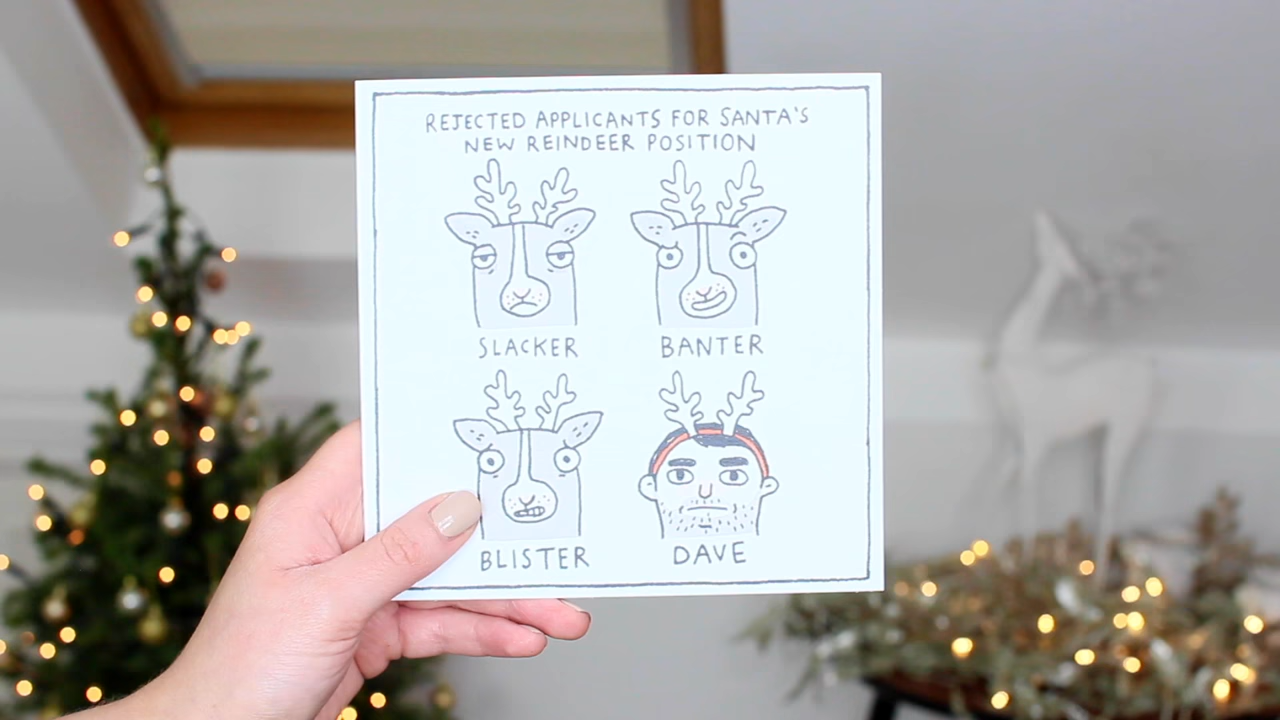 REJECTED APPLICANTS FOR SANTA'S
NEW REINDEER POSITION
SLACKER
BANTER
BLISTER
DAVE